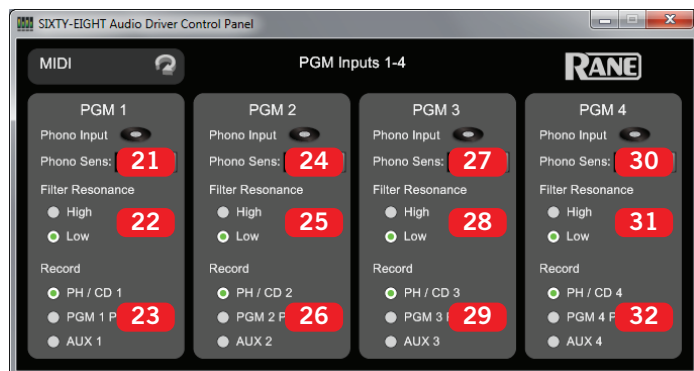 SIXTY-EIGHT Audio Driver Control Panel
MIDI
PGM Inputs 1-4
RANE
PGM 1
Phono Input
Phono Sens: 21
Filter Resonance
High
22
Low
Record
PH / CD 1
PGM 1 P 23
AUX 1
PGM 2
Phono Input
Phono Sens: 24
Filter Resonance
High
25
Low
Record
PH / CD 2
PGM 2 P 26
AUX 2
PGM 3
Phono Input
Phono Sens: 27
Filter Resonance
High
28
Low
Record
PH / CD 3
PGM 3 29
AUX 3
PGM 4
Phono Input
Phono Sens: 30
Filter Resonance
High
31
Low
Record
PH / CD 4
PGM 4 P 32
AUX 4